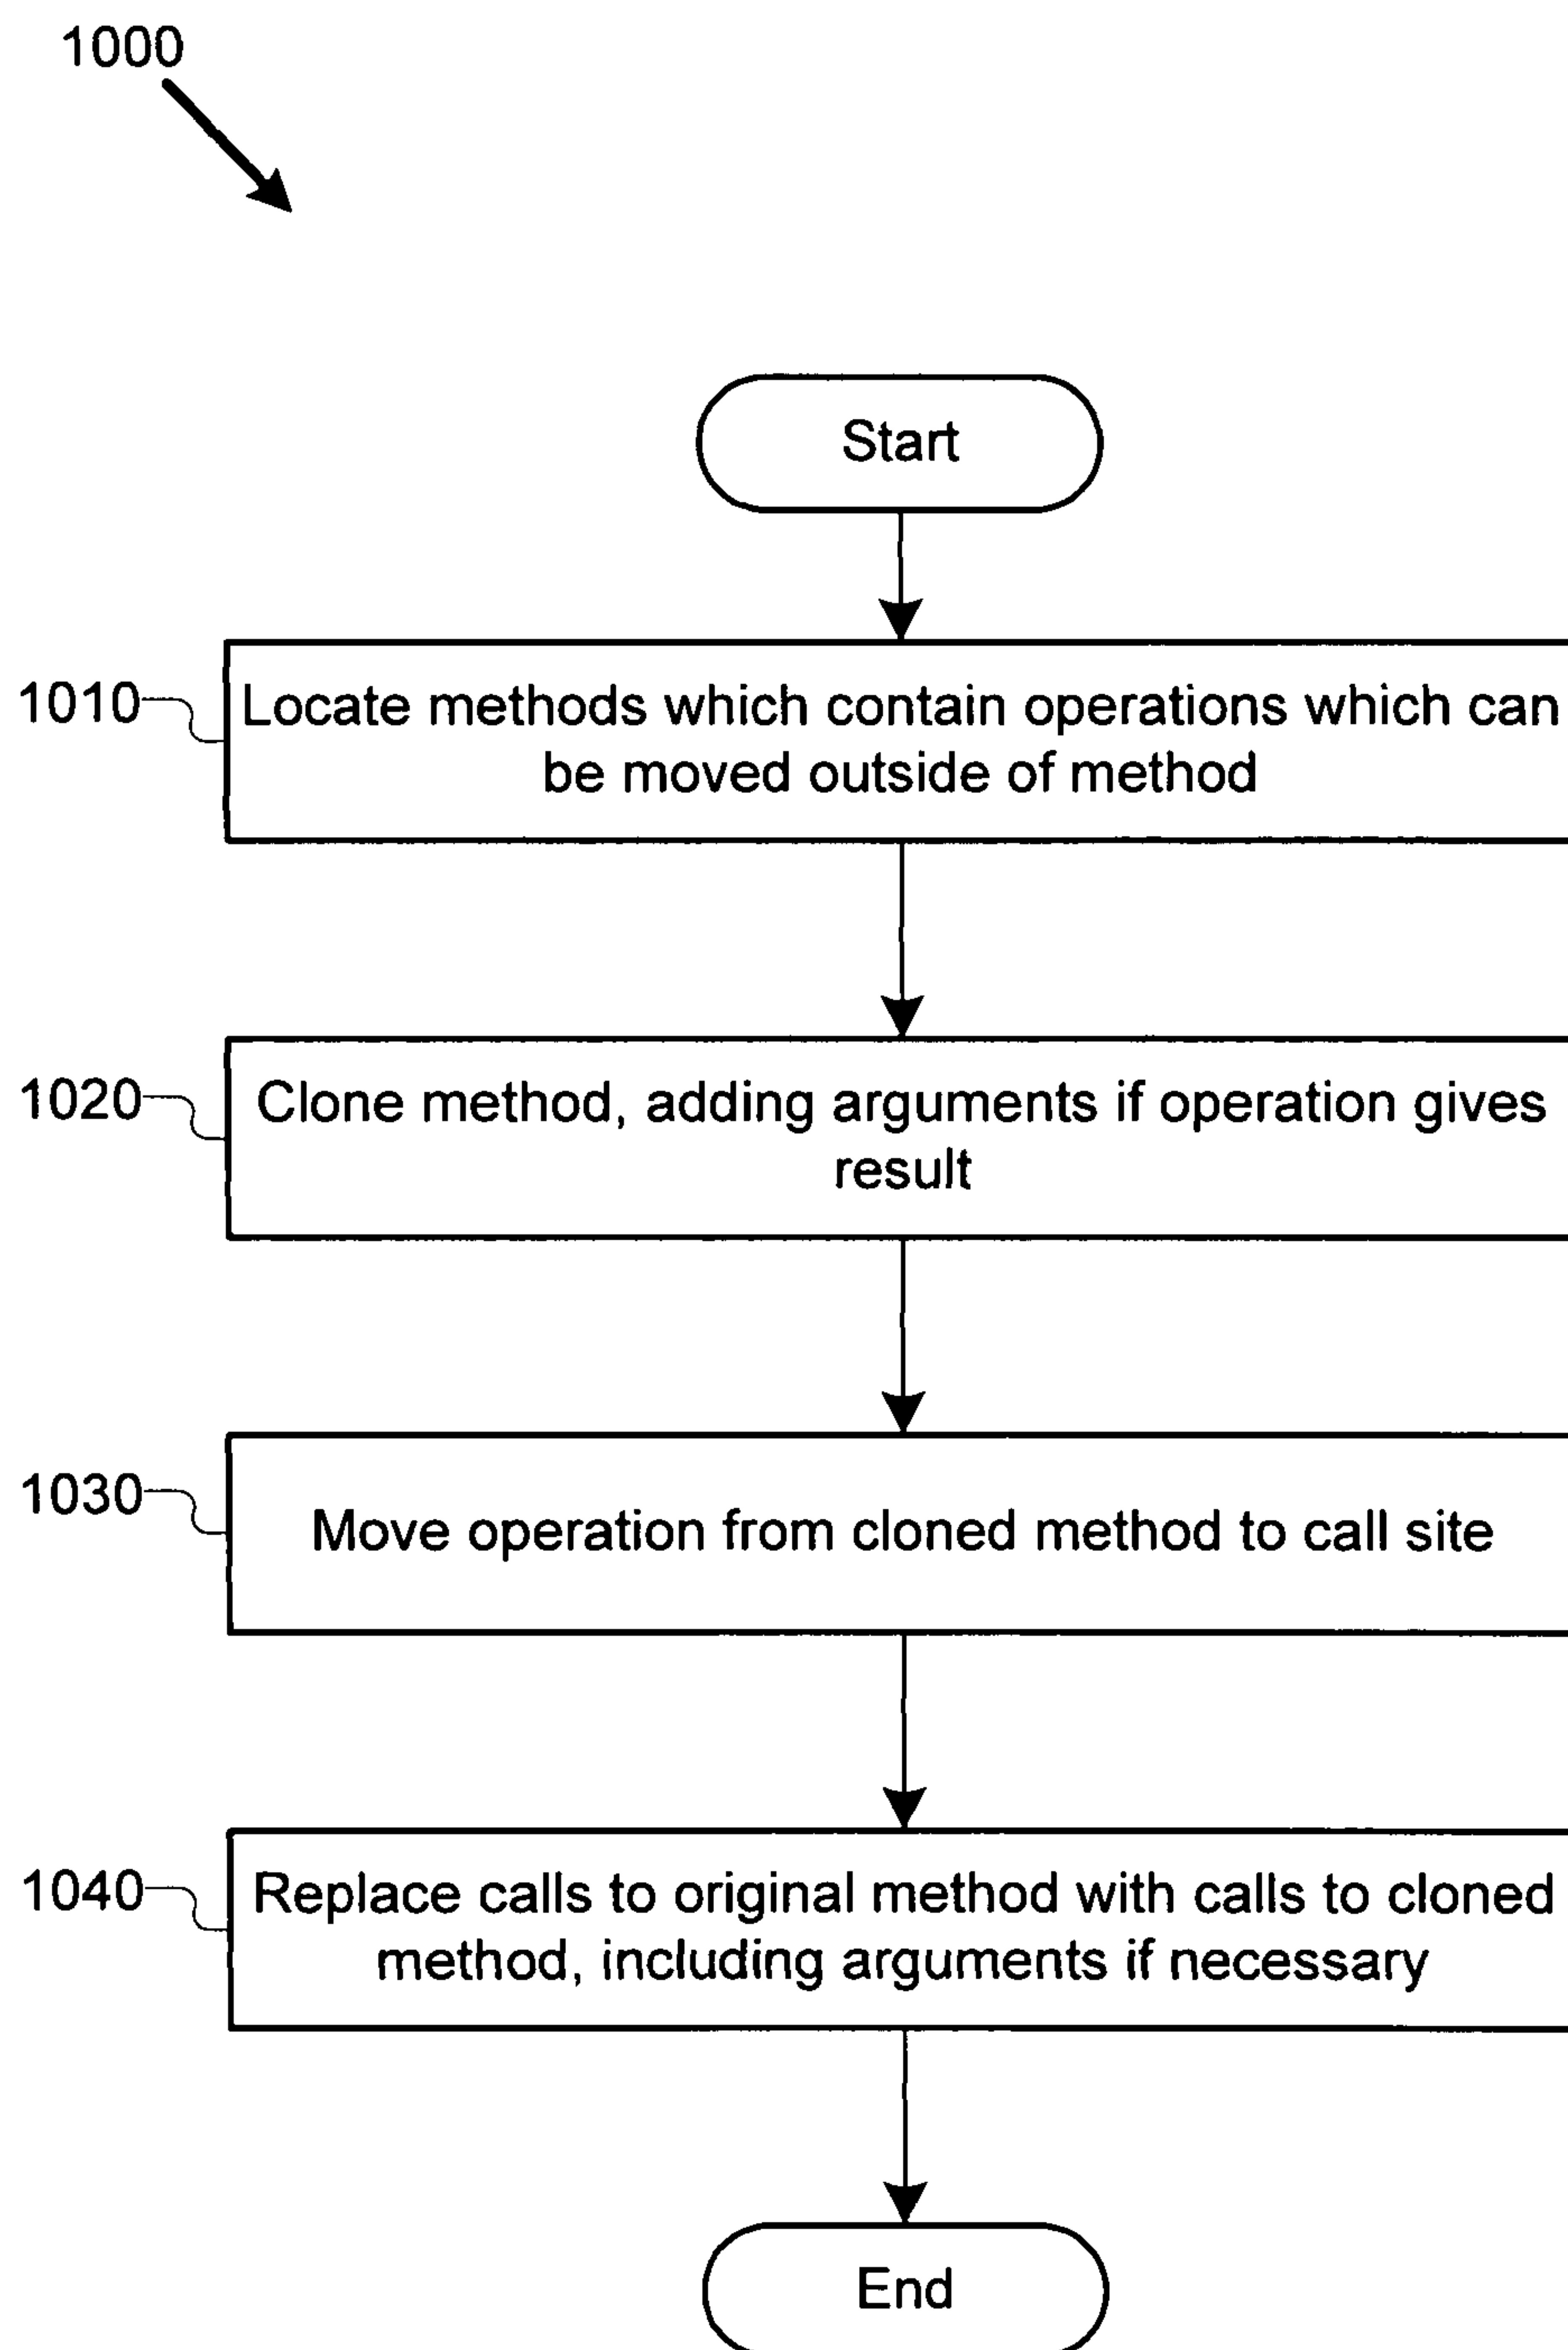 1000
Start
1010
Locate methods which contain operations which can
be moved outside of method
1020
Clone method, adding arguments if operation gives
result
1030
Move operation from cloned method to call site
1040
Replace calls to original method with calls to cloned
method, including arguments if necessary
End